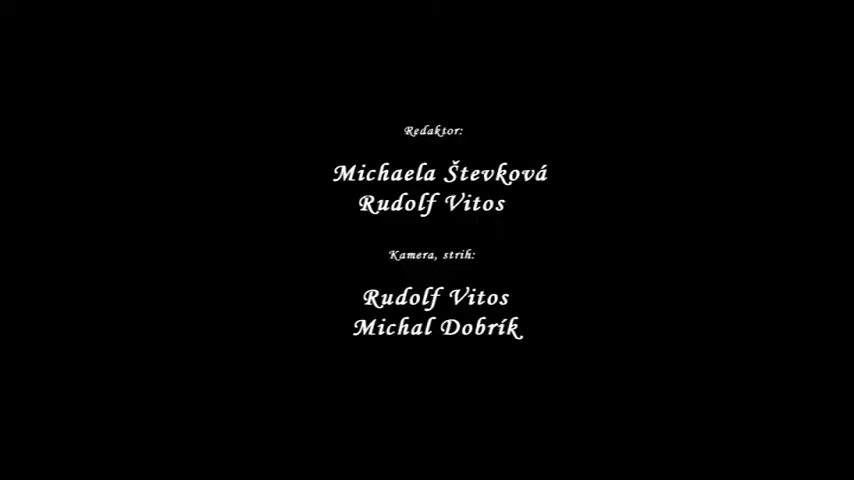 Redaktor:
Michaela Števková
Rudolf Vitos
Kamera, strih:
Rudolf Vitos
Michal Dobrík